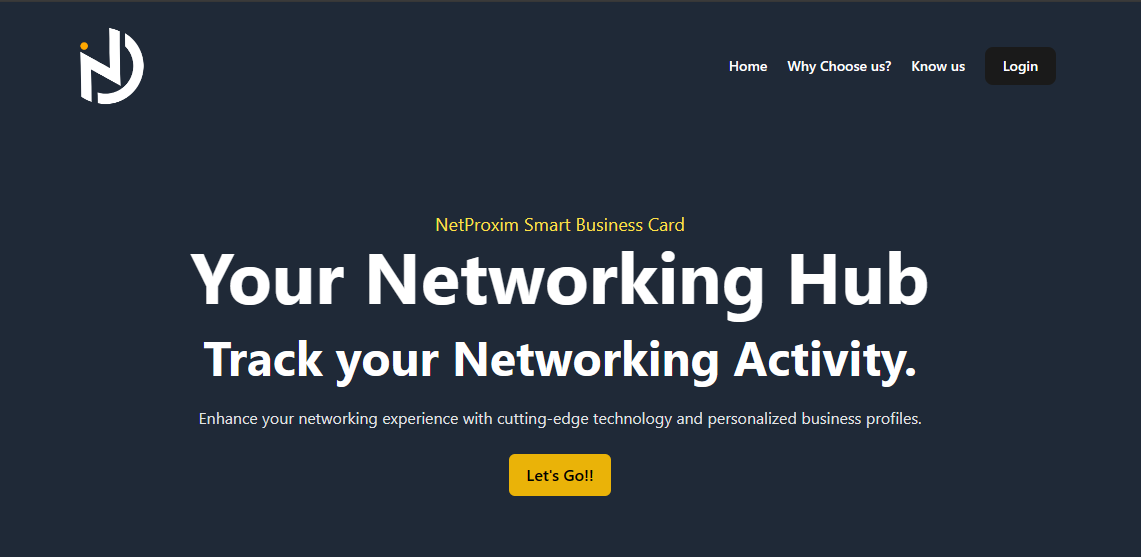 Home Why Choose us? Know us Login
NetProxim Smart Business Card
Your Networking Hub
Track your Networking Activity.
Enhance your networking experience with cutting-edge technology and personalized business profiles.
Let's Go!!